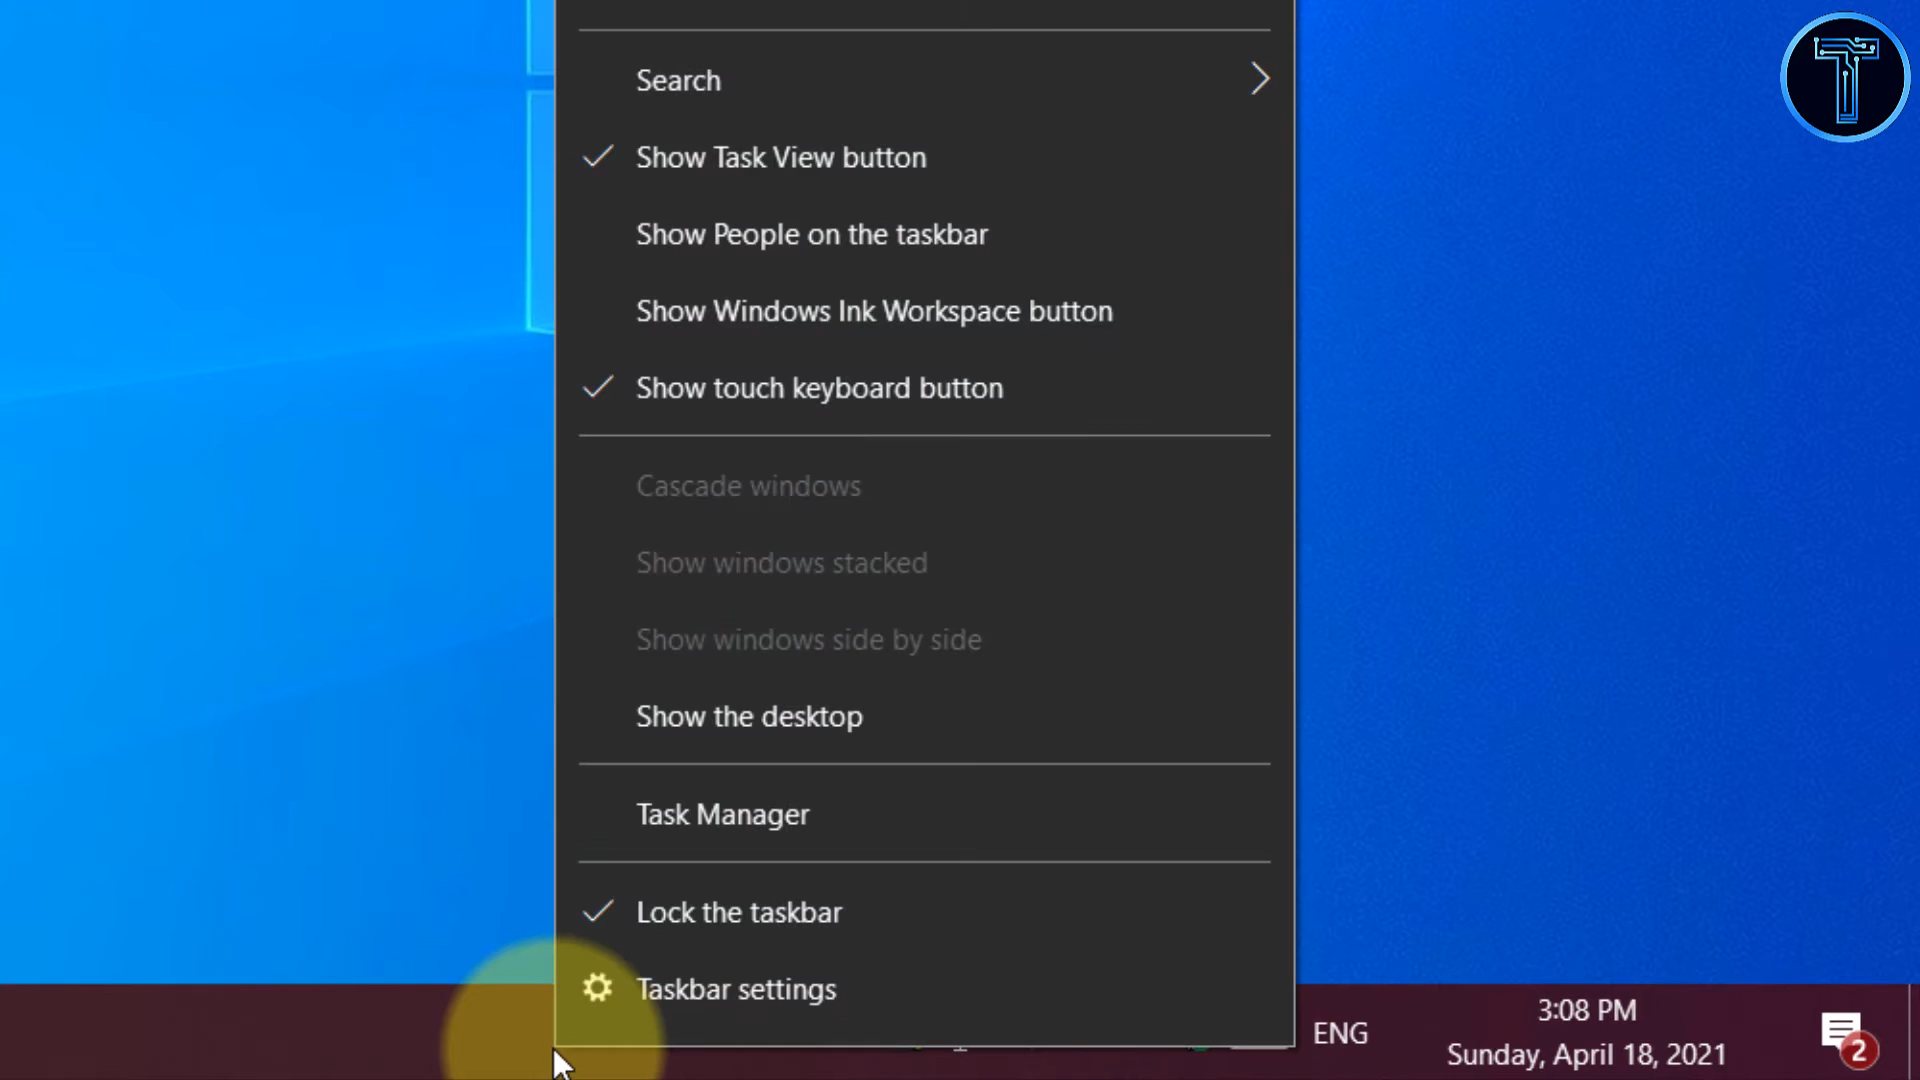 Search
Show Task View button
Show People on the taskbar
Show Windows Ink Workspace button
Show touch keyboard button
Cascade windows
Show windows stacked
Show windows side by side
Show the desktop
Task Manager
Lock the taskbar
Taskbar settings
ENG
3:08 PM
Sunday, April 18, 2021
2
T